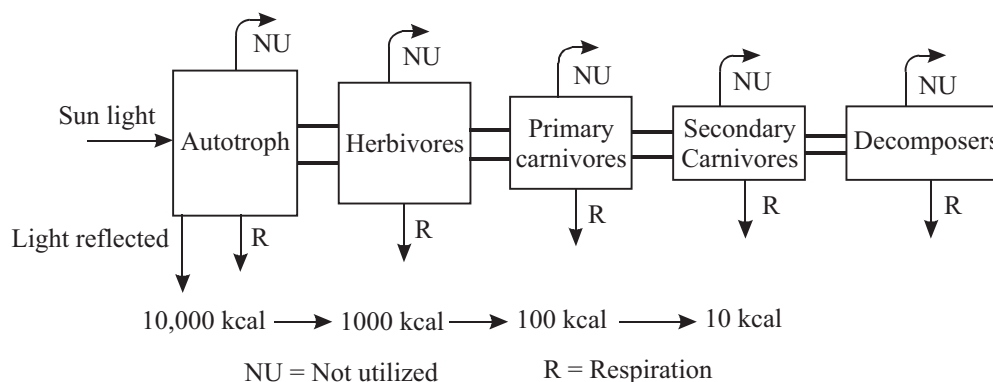 NU
NU
NU
NU
NU
Sun light
Autotroph
Herbivores
Primary
carnivores
Secondary
Carnivores
Decomposers
Light reflected
R
R
R
R
R
10,000 kcal
1000 kcal
100 kcal
10 kcal
NU = Not utilized
R = Respiration